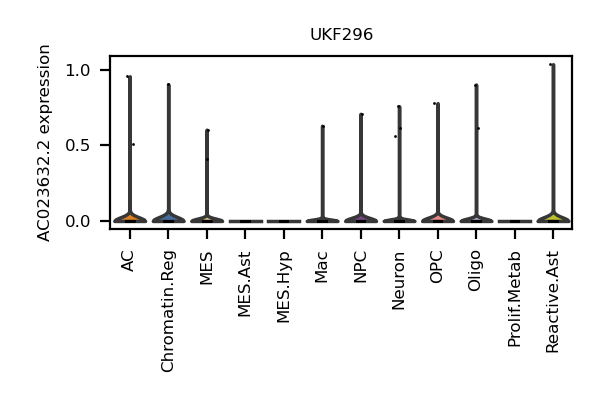 UKF296
AC023632.2 expression
1.0
0.5
0.0
AC
Chromatin.Reg
MES
MES.Ast
MES.Hyp
Mac
NPC
Neuron
OPC
Oligo
Prolif.Metab
Reactive.Ast